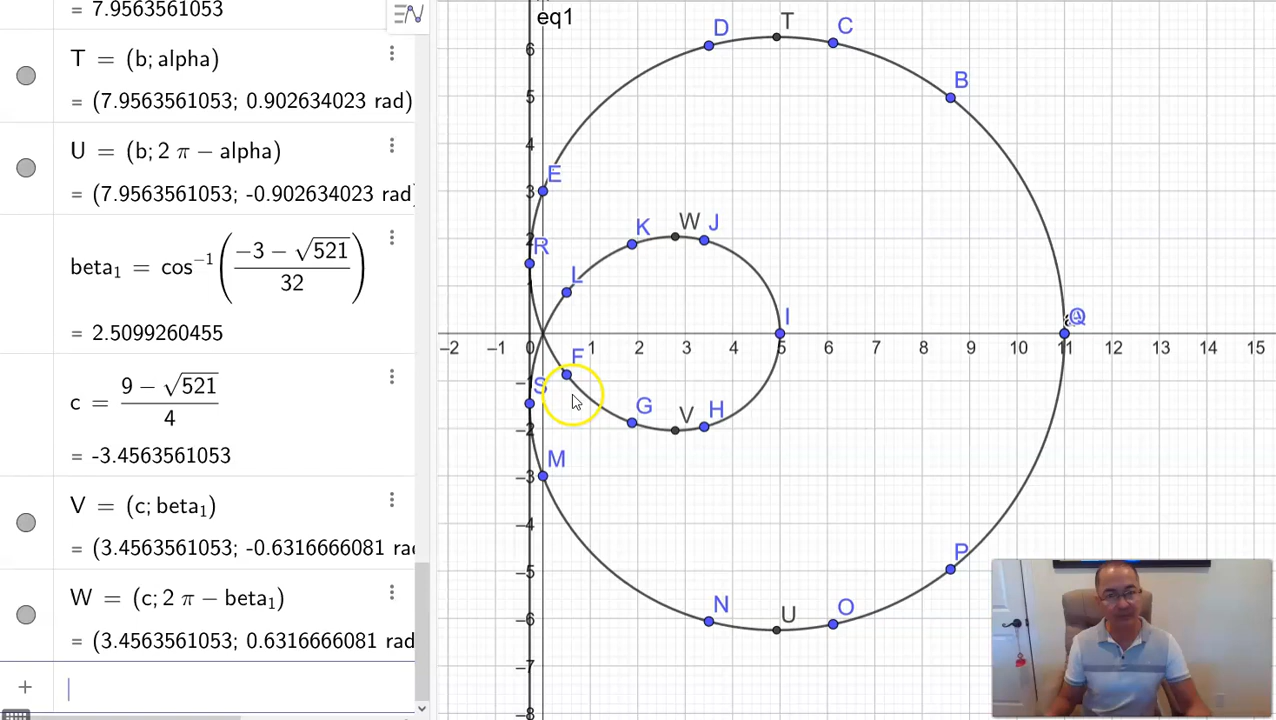 7.9563561053
T = (b; alpha)
= (7.9563561053; 0.902634023 rad)
U = (b; 2 π − alpha)
= (7.9563561053; -0.902634023 rad)
beta₁ = cos⁻¹((−3 − √521)/32)
= 2.5099260455
c = (9 − √521)/4
= -3.4563561053
V = (c; beta₁)
= (3.4563561053; -0.6316666081 ra
W = (c; 2 π − beta₁)
= (3.4563561053; 0.6316666081 rad
+
eq1
D T C
6
B
5
4
E
3
K W J
2
R
L
I
−2 −1 0 1 2 3 4 5 6 7 8 9 10 11 12 13 14 15
F
−1 S
G V H
−2
M
−3
−4
P
−5
N U O
−6
−7
−8